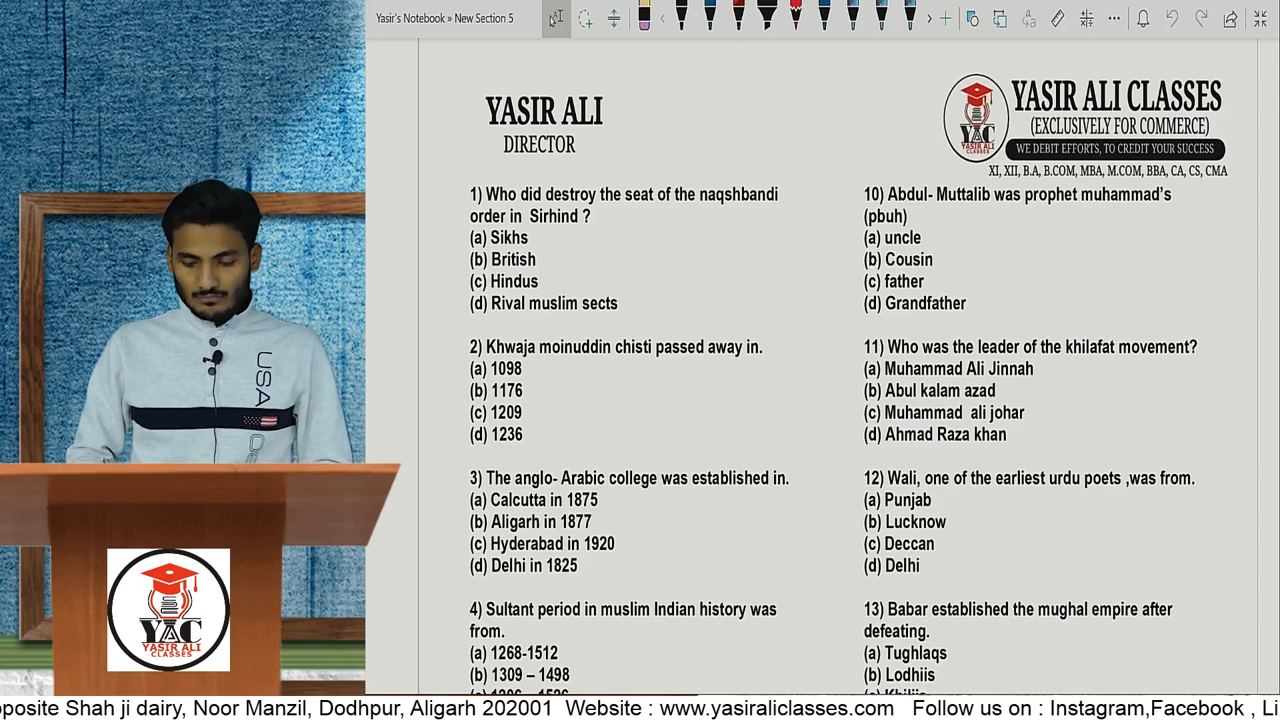 Yasir's Notebook » New Section 5
YASIR ALI
DIRECTOR
YASIR ALI CLASSES
(EXCLUSIVELY FOR COMMERCE)
WE DEBIT EFFORTS, TO CREDIT YOUR SUCCESS
XI, XII, B.A, B.COM, MBA, M.COM, BBA, CA, CS, CMA
YAC
YASIR ALI
CLASSES
1) Who did destroy the seat of the naqshbandi
order in Sirhind ?
(a) Sikhs
(b) British
(c) Hindus
(d) Rival muslim sects
2) Khwaja moinuddin chisti passed away in.
(a) 1098
(b) 1176
(c) 1209
(d) 1236
3) The anglo- Arabic college was established in.
(a) Calcutta in 1875
(b) Aligarh in 1877
(c) Hyderabad in 1920
(d) Delhi in 1825
4) Sultant period in muslim Indian history was
from.
(a) 1268-1512
(b) 1309 – 1498
10) Abdul- Muttalib was prophet muhammad’s
(pbuh)
(a) uncle
(b) Cousin
(c) father
(d) Grandfather
11) Who was the leader of the khilafat movement?
(a) Muhammad Ali Jinnah
(b) Abul kalam azad
(c) Muhammad ali johar
(d) Ahmad Raza khan
12) Wali, one of the earliest urdu poets ,was from.
(a) Punjab
(b) Lucknow
(c) Deccan
(d) Delhi
13) Babar established the mughal empire after
defeating.
(a) Tughlaqs
(b) Lodhiis
USA
YAC
YASIR ALI
CLASSES
pposite Shah ji dairy, Noor Manzil, Dodhpur, Aligarh 202001 Website : www.yasiraliclasses.com Follow us on : Instagram,Facebook , Li